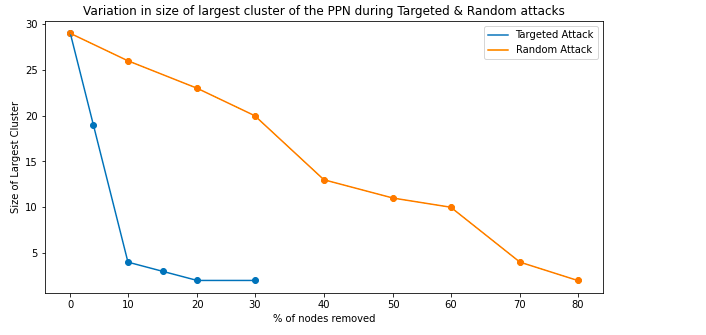 Variation in size of largest cluster of the PPN during Targeted & Random attacks
Targeted Attack
Random Attack
Size of Largest Cluster
30
25
20
15
10
5
0 10 20 30 40 50 60 70 80
% of nodes removed